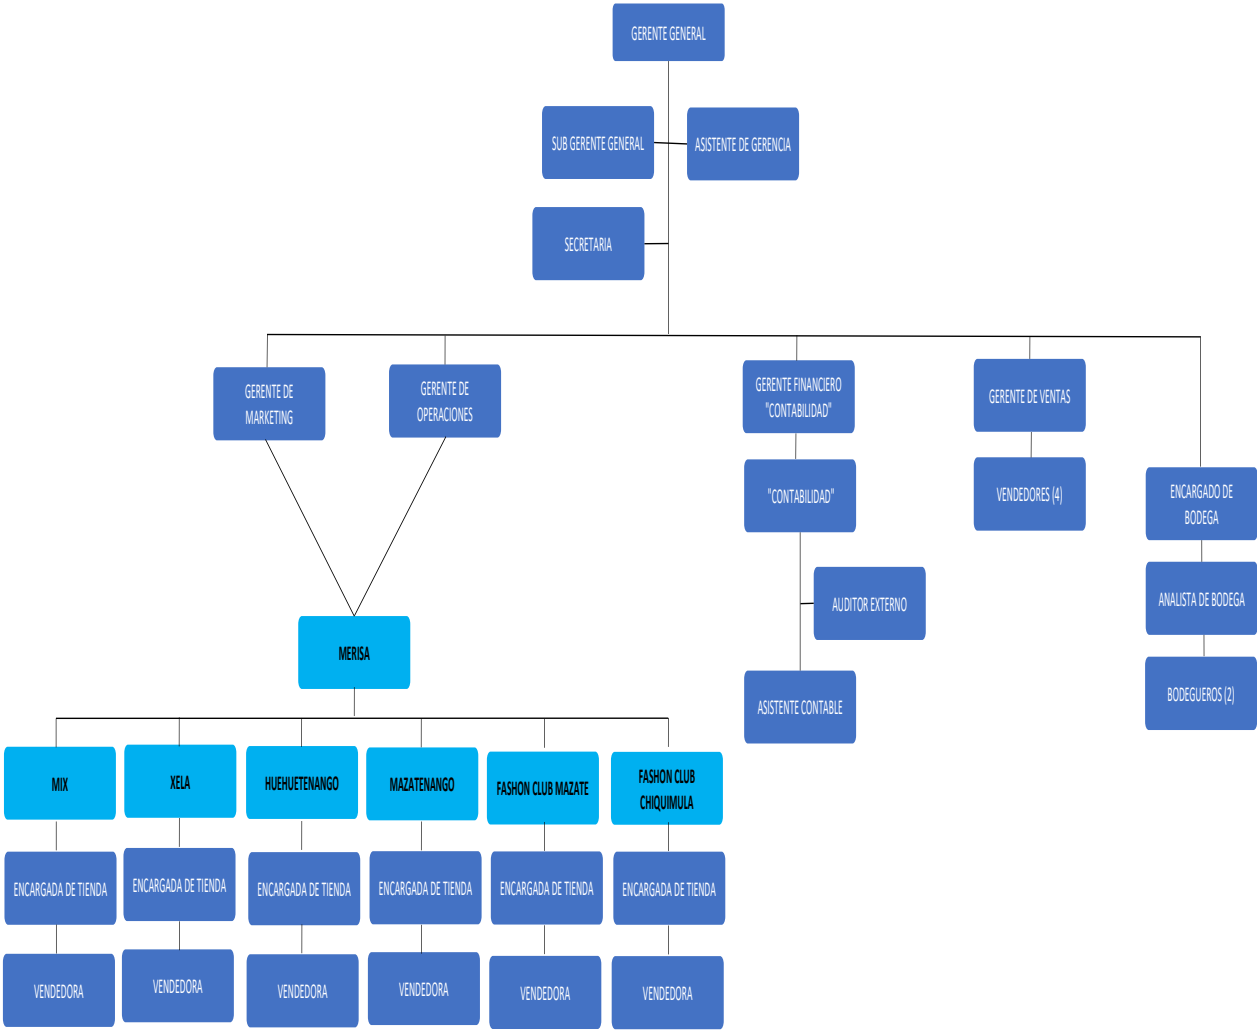 GERENTE GENERAL
SUB GERENTE GENERAL
ASISTENTE DE GERENCIA
SECRETARIA
GERENTE DE
MARKETING
GERENTE DE
OPERACIONES
GERENTE FINANCIERO
"CONTABILIDAD"
GERENTE DE VENTAS
"CONTABILIDAD"
VENDEDORES (4)
ENCARGADO DE
BODEGA
AUDITOR EXTERNO
ANALISTA DE BODEGA
MERISA
ASISTENTE CONTABLE
BODEGUEROS (2)
MIX
XELA
HUEHUETENANGO
MAZATENANGO
FASHON CLUB MAZATE
FASHON CLUB
CHIQUIMULA
ENCARGADA DE TIENDA
ENCARGADA DE TIENDA
ENCARGADA DE TIENDA
ENCARGADA DE TIENDA
ENCARGADA DE TIENDA
ENCARGADA DE TIENDA
VENDEDORA
VENDEDORA
VENDEDORA
VENDEDORA
VENDEDORA
VENDEDORA